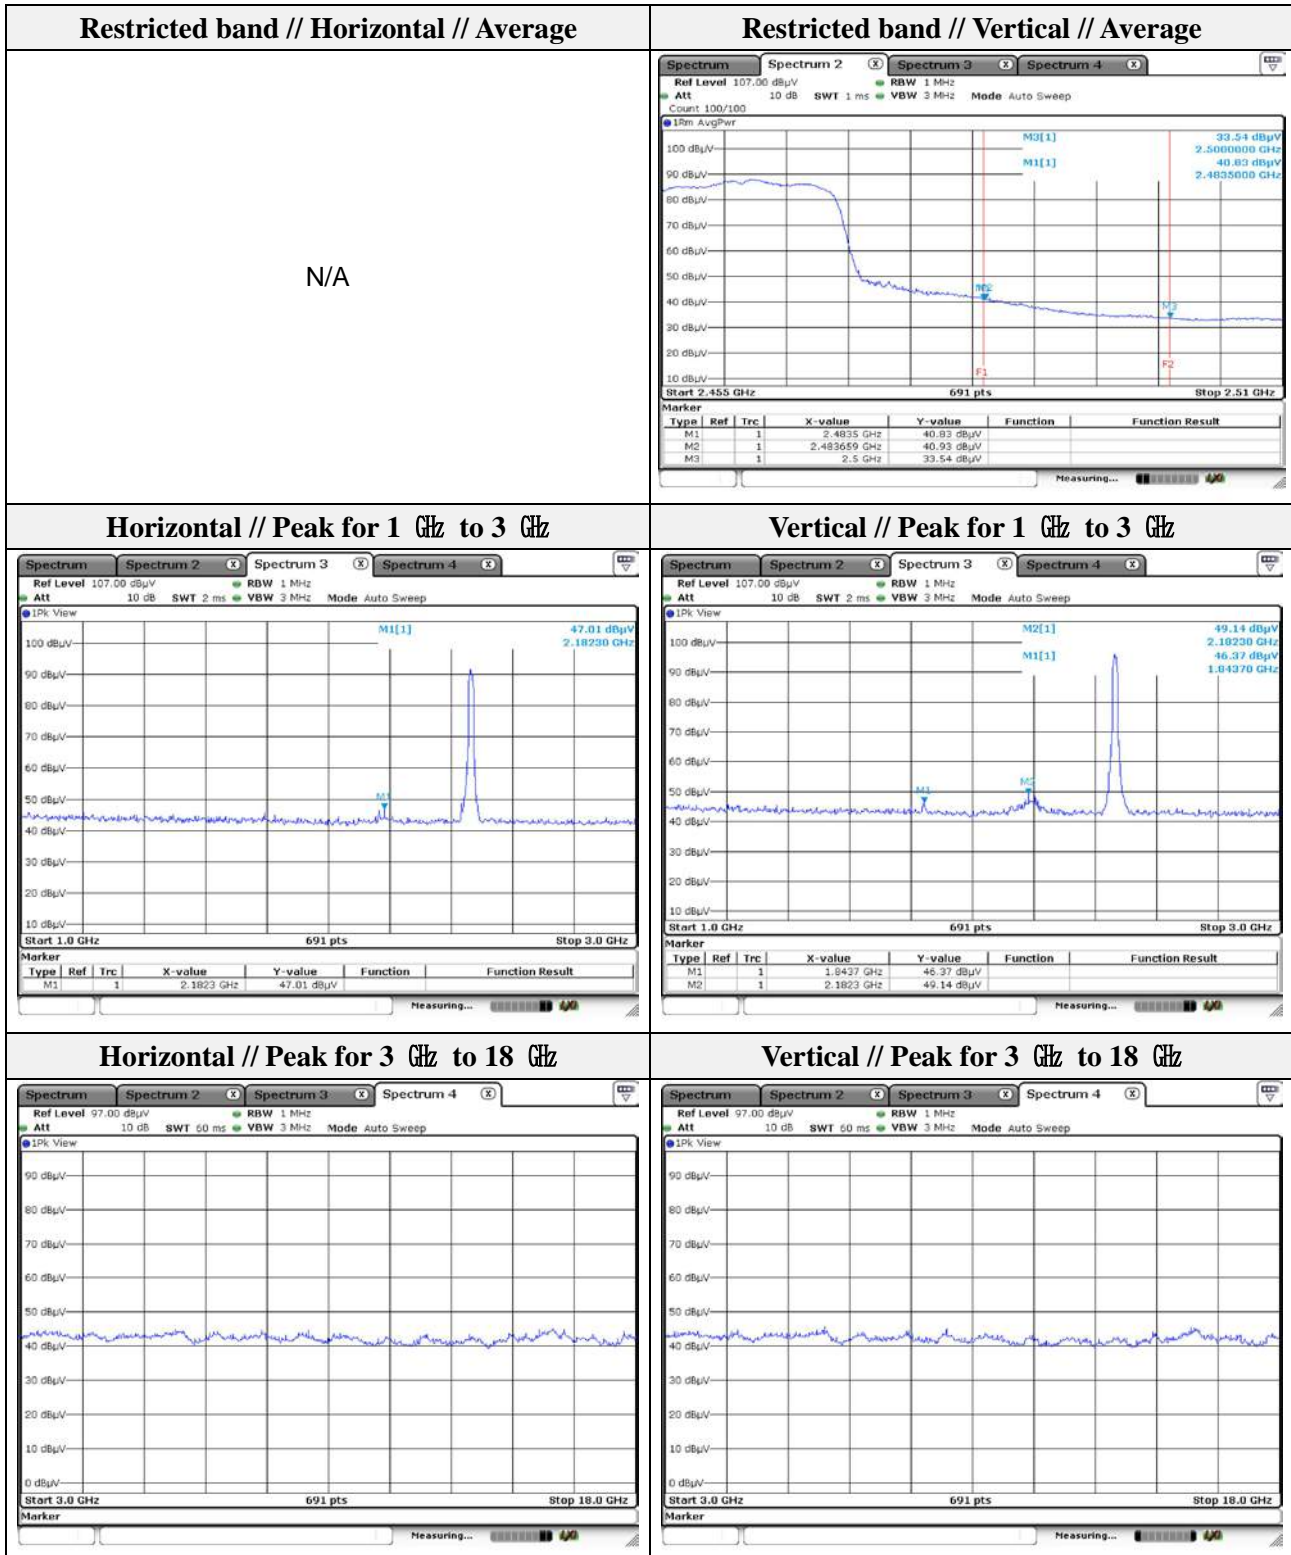 Restricted band // Horizontal // Average
Restricted band // Vertical // Average
N/A
Spectrum Spectrum 2 Spectrum 3 Spectrum 4
Ref Level 107.00 dBµV RBW 1 MHz
Att 10 dB SWT 1 ms VBW 3 MHz Mode Auto Sweep
Count 100/100
1Rm AvgPwr
M3[1] 33.54 dBµV
2.5000000 GHz
M1[1] 40.83 dBµV
2.4835000 GHz
100 dBµV
90 dBµV
80 dBµV
70 dBµV
60 dBµV
50 dBµV
40 dBµV
30 dBµV
20 dBµV
10 dBµV
M2
M3
F1
F2
Start 2.455 GHz 691 pts Stop 2.51 GHz
Marker
Type Ref Trc X-value Y-value Function Function Result
M1 1 2.4835 GHz 40.83 dBµV
M2 1 2.483659 GHz 40.93 dBµV
M3 1 2.5 GHz 33.54 dBµV
Measuring...
Horizontal // Peak for 1 ㎓ to 3 ㎓
Vertical // Peak for 1 ㎓ to 3 ㎓
Spectrum Spectrum 2 Spectrum 3 Spectrum 4
Ref Level 107.00 dBµV RBW 1 MHz
Att 10 dB SWT 2 ms VBW 3 MHz Mode Auto Sweep
1Pk View
M1[1] 47.01 dBµV
2.18230 GHz
100 dBµV
90 dBµV
80 dBµV
70 dBµV
60 dBµV
50 dBµV
40 dBµV
30 dBµV
20 dBµV
10 dBµV
M1
Start 1.0 GHz 691 pts Stop 3.0 GHz
Marker
Type Ref Trc X-value Y-value Function Function Result
M1 1 2.1823 GHz 47.01 dBµV
Measuring...
Spectrum Spectrum 2 Spectrum 3 Spectrum 4
Ref Level 107.00 dBµV RBW 1 MHz
Att 10 dB SWT 2 ms VBW 3 MHz Mode Auto Sweep
1Pk View
M2[1] 49.14 dBµV
2.18230 GHz
M1[1] 46.37 dBµV
1.84370 GHz
100 dBµV
90 dBµV
80 dBµV
70 dBµV
60 dBµV
50 dBµV
40 dBµV
30 dBµV
20 dBµV
10 dBµV
M1
M2
Start 1.0 GHz 691 pts Stop 3.0 GHz
Marker
Type Ref Trc X-value Y-value Function Function Result
M1 1 1.8437 GHz 46.37 dBµV
M2 1 2.1823 GHz 49.14 dBµV
Measuring...
Horizontal // Peak for 3 ㎓ to 18 ㎓
Vertical // Peak for 3 ㎓ to 18 ㎓
Spectrum Spectrum 2 Spectrum 3 Spectrum 4
Ref Level 97.00 dBµV RBW 1 MHz
Att 10 dB SWT 60 ms VBW 3 MHz Mode Auto Sweep
1Pk View
90 dBµV
80 dBµV
70 dBµV
60 dBµV
50 dBµV
40 dBµV
30 dBµV
20 dBµV
10 dBµV
0 dBµV
Start 3.0 GHz 691 pts Stop 18.0 GHz
Marker
Measuring...
Spectrum Spectrum 2 Spectrum 3 Spectrum 4
Ref Level 97.00 dBµV RBW 1 MHz
Att 10 dB SWT 60 ms VBW 3 MHz Mode Auto Sweep
1Pk View
90 dBµV
80 dBµV
70 dBµV
60 dBµV
50 dBµV
40 dBµV
30 dBµV
20 dBµV
10 dBµV
0 dBµV
Start 3.0 GHz 691 pts Stop 18.0 GHz
Marker
Measuring...